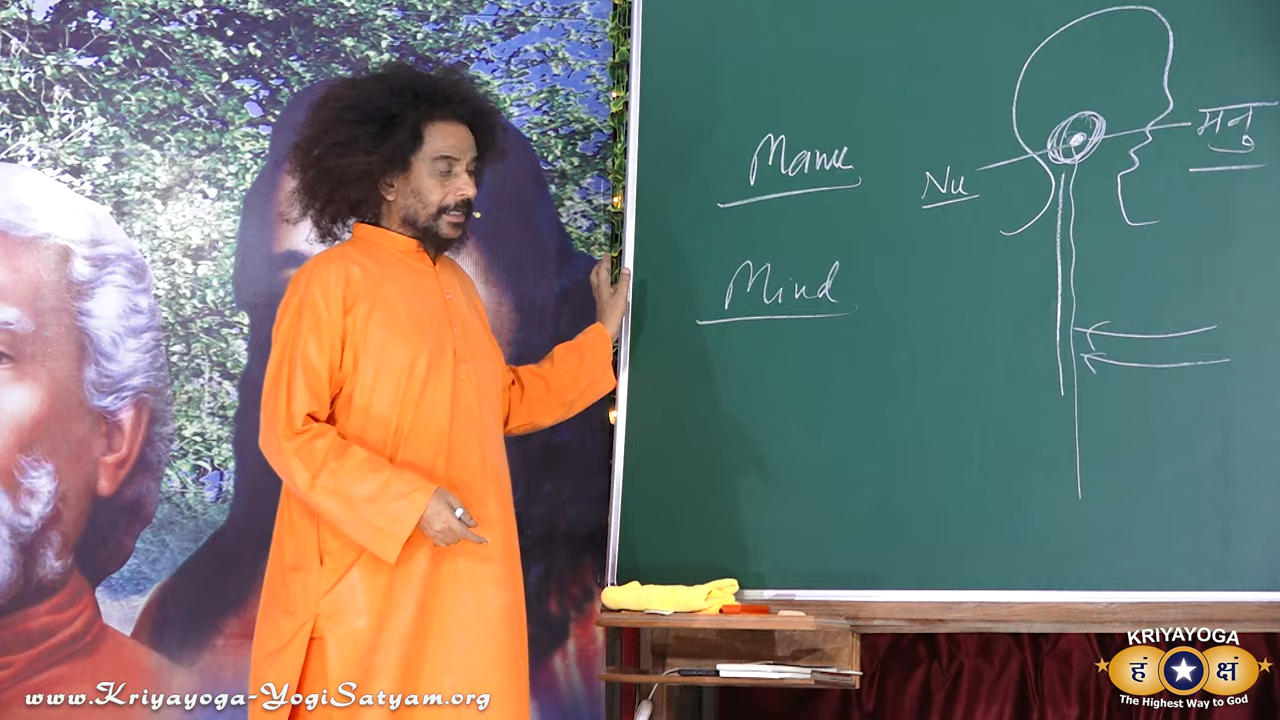 Manu
Nu
मनु
Mind
KRIYAYOGA
हं क्षं
The Highest Way to God
www.Kriyayoga-YogiSatyam.org